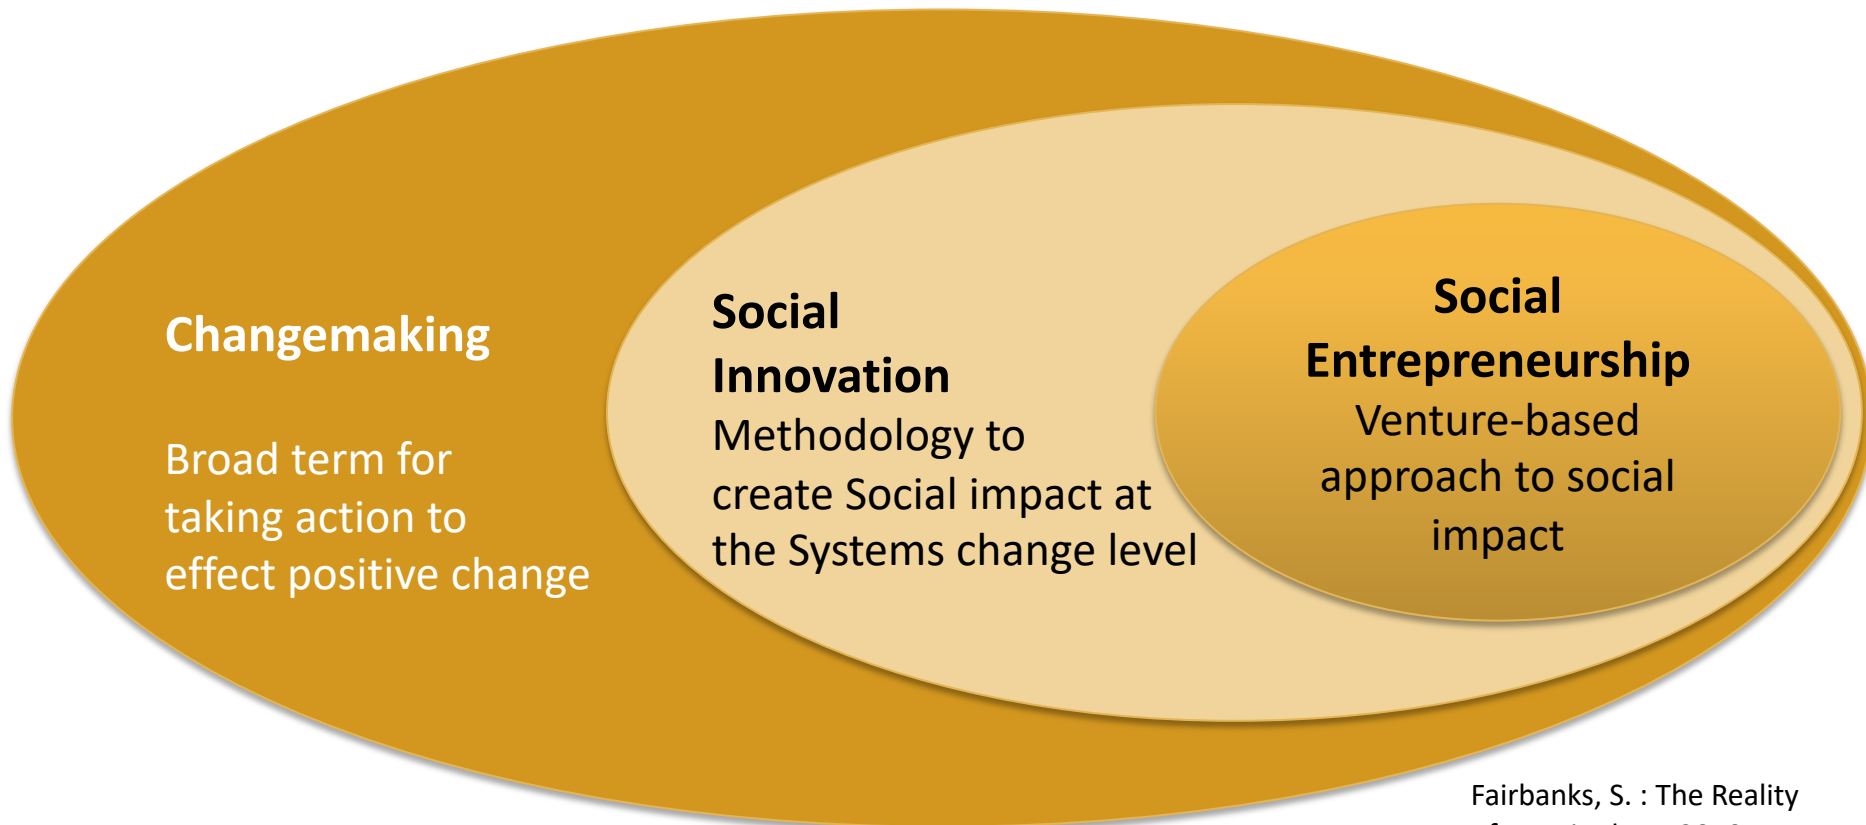 Changemaking
Broad term for
taking action to
effect positive change
Social
Innovation
Methodology to
create Social impact at
the Systems change level
Social
Entrepreneurship
Venture-based
approach to social
impact
Fairbanks, S. : The Reality